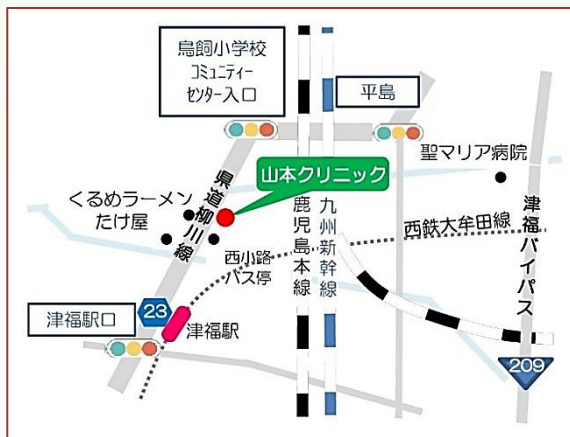 鳥飼小学校
コミュニティー
センター入口
平島
山本クリニック
聖マリア病院
くるめラーメン
たけ屋
県道柳川線
鹿児島本線
九州新幹線
西鉄大牟田線
津福バイパス
西小路
バス停
津福駅口
23
津福駅
209